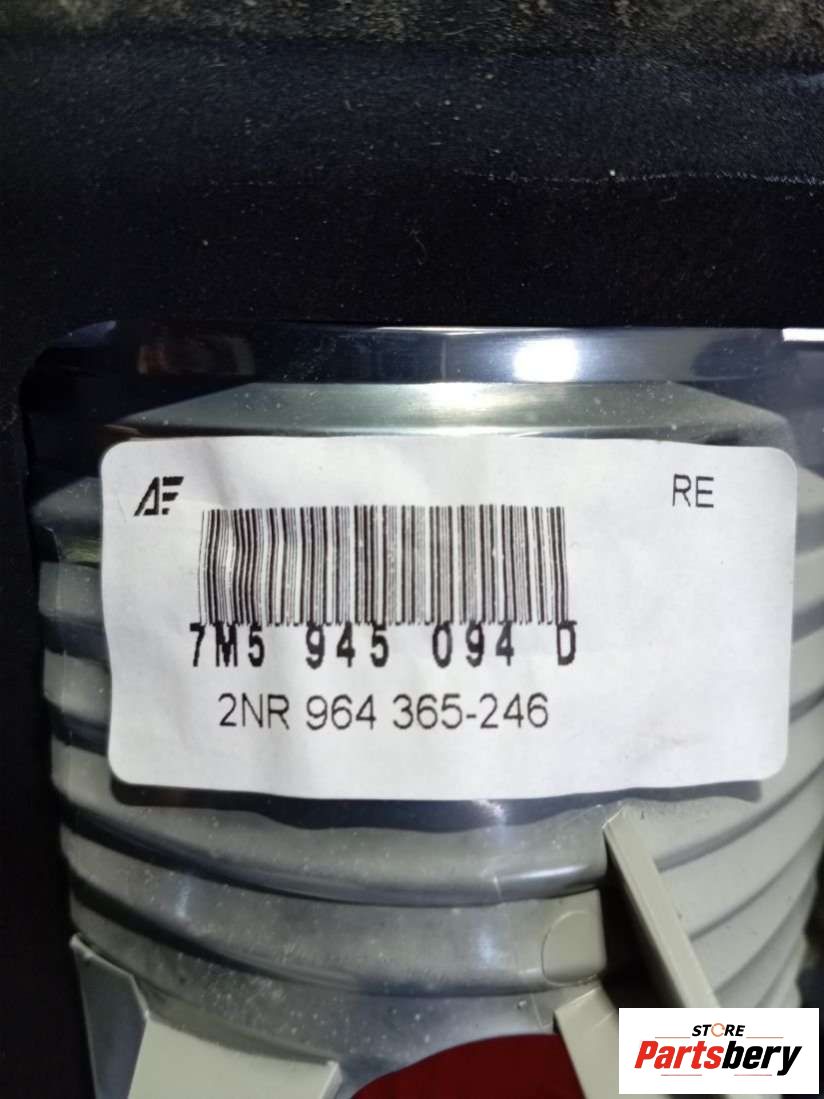 AF RE
7M5 945 094 D
2NR 964 365-246
STORE
Partsbery